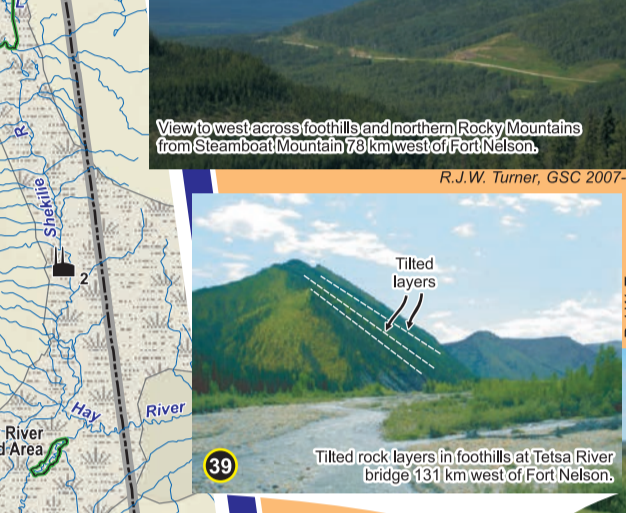 View to west across foothills and northern Rocky Mountains
from Steamboat Mountain 78 km west of Fort Nelson.
R.J.W. Turner, GSC 2007-
Shekilie
R
2
Tilted
layers
Hay River
River
d Area
39
Tilted rock layers in foothills at Tetsa River
bridge 131 km west of Fort Nelson.